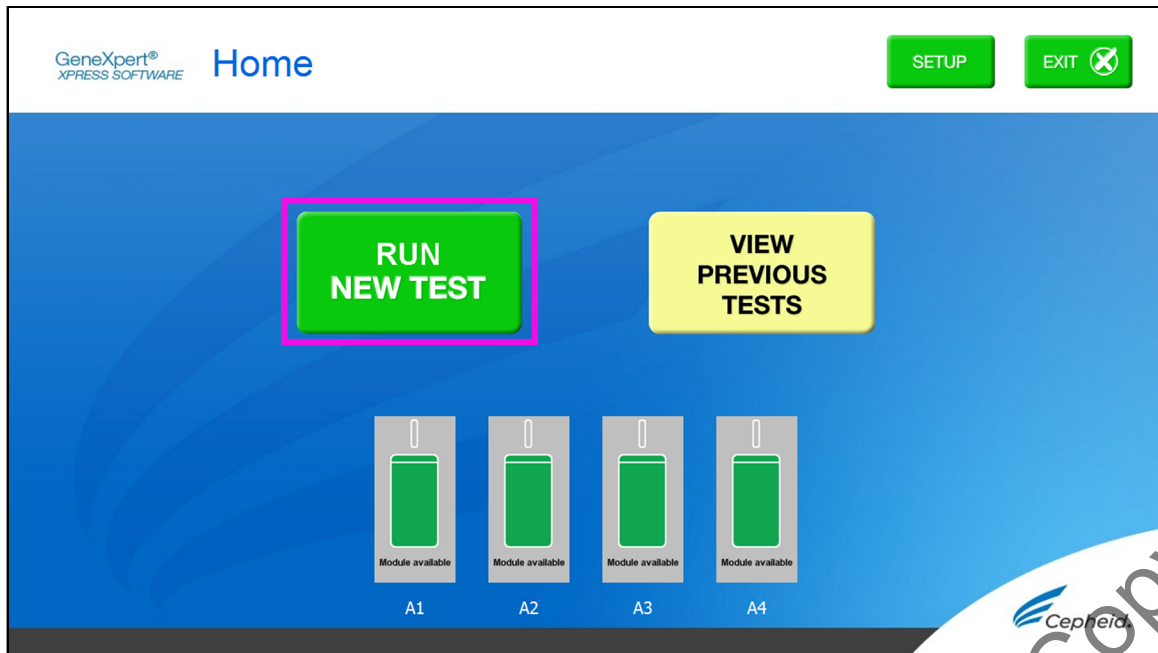 GeneXpert®
XPRESS SOFTWARE
Home
SETUP
EXIT
RUN
NEW TEST
VIEW
PREVIOUS
TESTS
Module available
Module available
Module available
Module available
A1
A2
A3
A4
Cepheid.